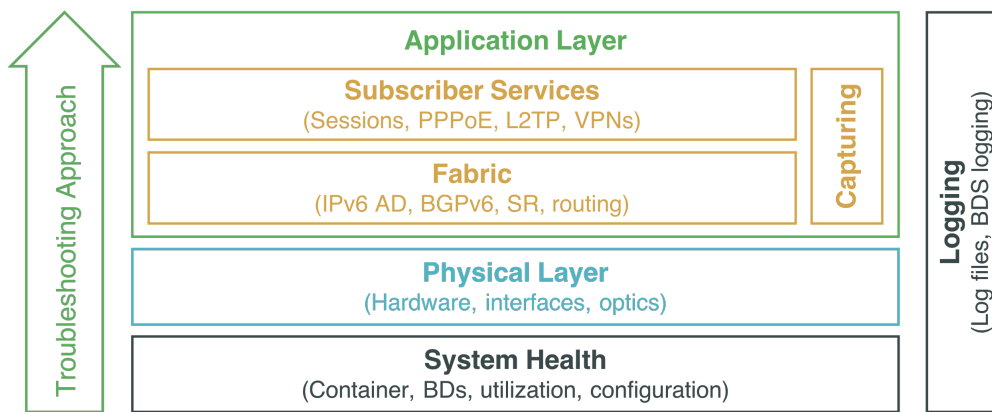 Troubleshooting Approach
Application Layer
Subscriber Services
(Sessions, PPPoE, L2TP, VPNs)
Fabric
(IPv6 AD, BGPv6, SR, routing)
Capturing
Physical Layer
(Hardware, interfaces, optics)
System Health
(Container, BDs, utilization, configuration)
Logging
(Log files, BDS logging)